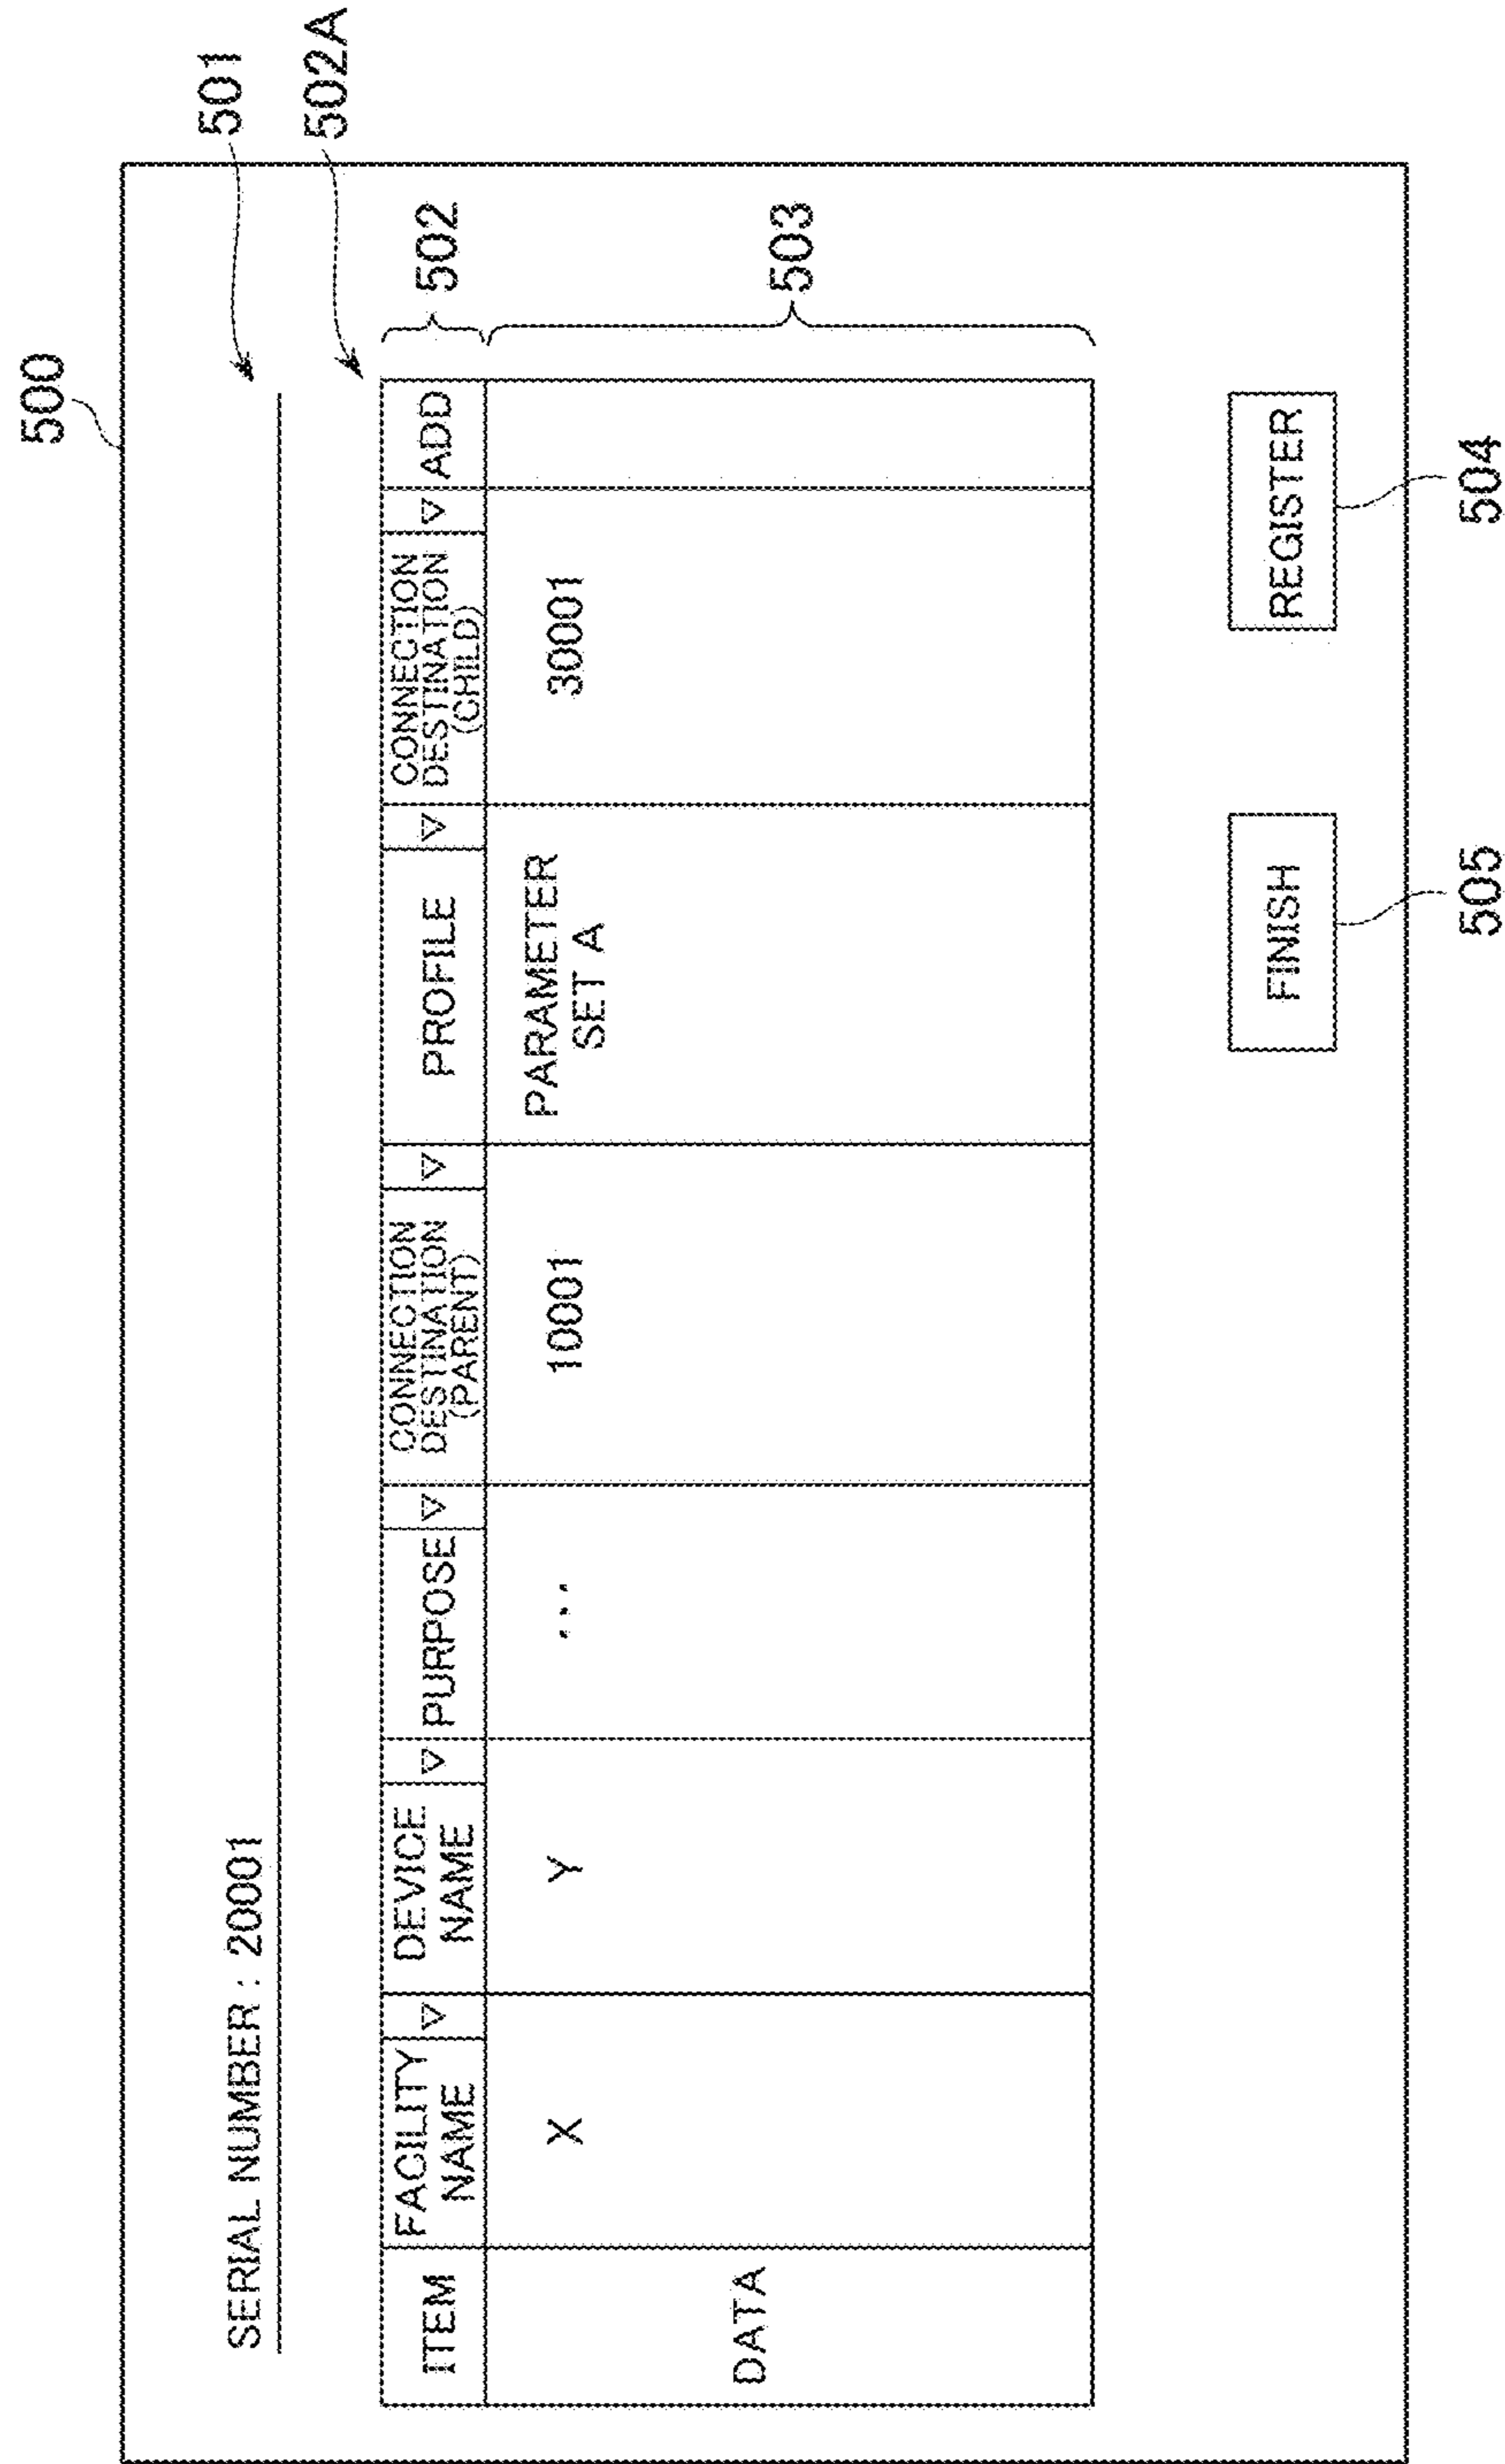 500
501
502A
SERIAL NUMBER : 20001
ITEM
FACILITY
NAME
▽
DEVICE
NAME
▽
PURPOSE
▽
CONNECTION
DESTINATION
(PARENT)
▽
PROFILE
▽
CONNECTION
DESTINATION
(CHILD)
▽
ADD
502
DATA
X
Y
...
10001
PARAMETER
SET A
30001
503
FINISH
REGISTER
505
504